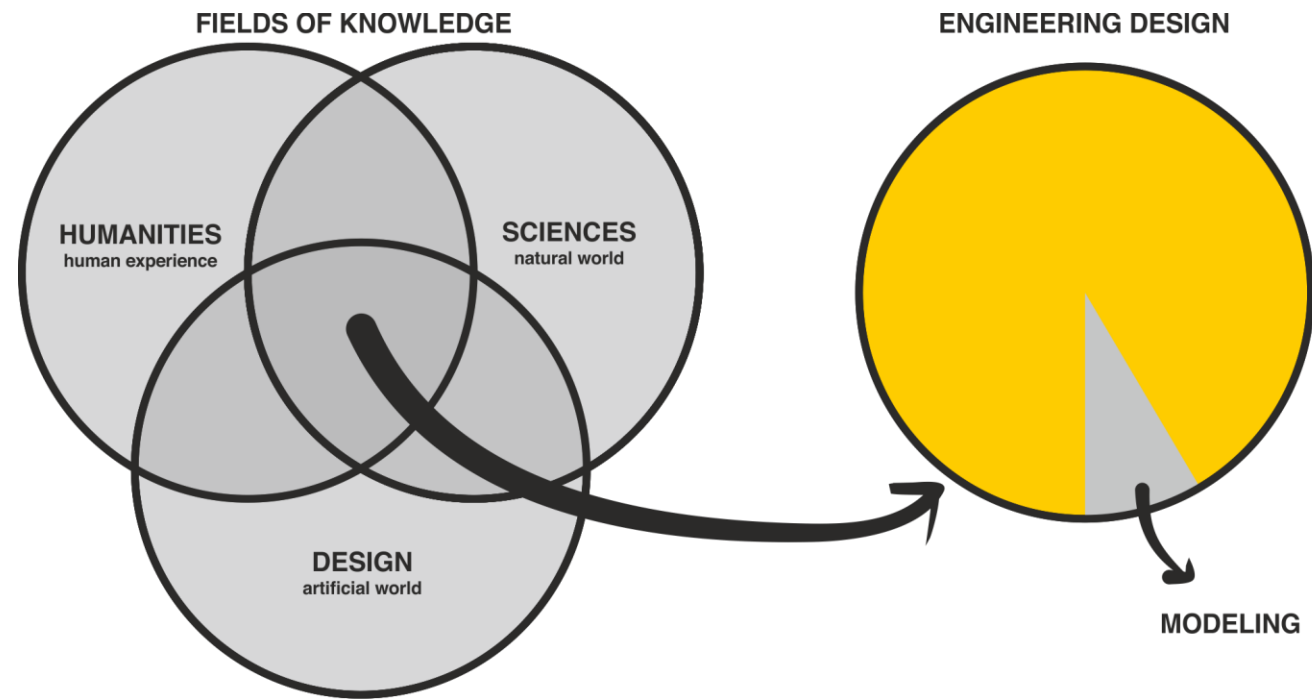 FIELDS OF KNOWLEDGE
ENGINEERING DESIGN
HUMANITIES
human experience
SCIENCES
natural world
DESIGN
artificial world
MODELING